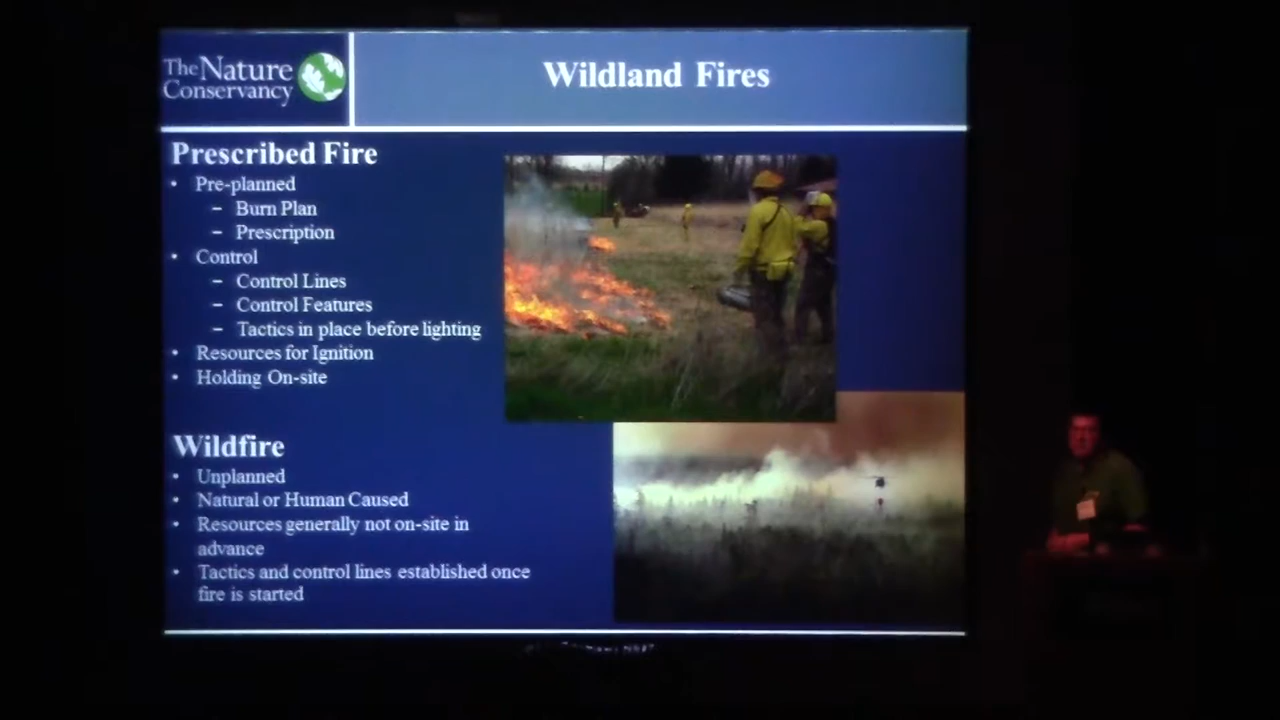 The Nature
Conservancy
Wildland Fires
Prescribed Fire
• Pre-planned
– Burn Plan
– Prescription
• Control
– Control Lines
– Control Features
– Tactics in place before lighting
• Resources for Ignition
• Holding On-site
Wildfire
• Unplanned
• Natural or Human Caused
• Resources generally not on-site in
advance
• Tactics and control lines established once
fire is started